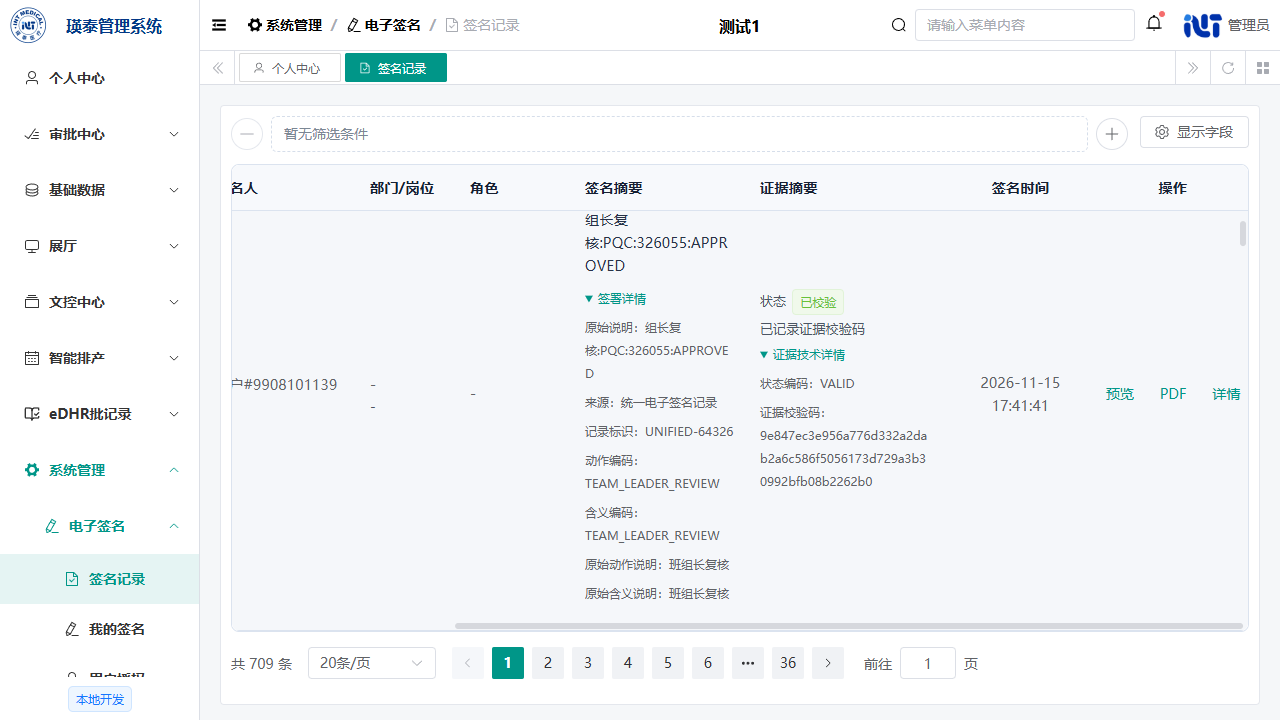 瑛泰管理系统
系统管理 / 电子签名 / 签名记录
测试1
请输入菜单内容
管理员
个人中心
签名记录
个人中心
审批中心
基础数据
展厅
文控中心
智能排产
eDHR批记录
系统管理
电子签名
签名记录
我的签名
本地开发
暂无筛选条件
显示字段
名人 部门/岗位 角色 签名摘要 证据摘要 签名时间 操作
户#9908101139
-
-
-
组长复
核:PQC:326055:APPR
OVED
签署详情
原始说明：组长复
核:PQC:326055:APPROVE
D
来源：统一电子签名记录
记录标识：UNIFIED-64326
动作编码：
TEAM_LEADER_REVIEW
含义编码：
TEAM_LEADER_REVIEW
原始动作说明：班组长复核
原始含义说明：班组长复核
状态 已校验
已记录证据校验码
证据技术详情
状态编码：VALID
证据校验码：
9e847ec3e956a776d332a2da
b2a6c586f5056173d729a3b3
0992bfb08b2262b0
2026-11-15
17:41:41
预览 PDF 详情
共 709 条 20条/页 1 2 3 4 5 6 ••• 36 前往 1 页